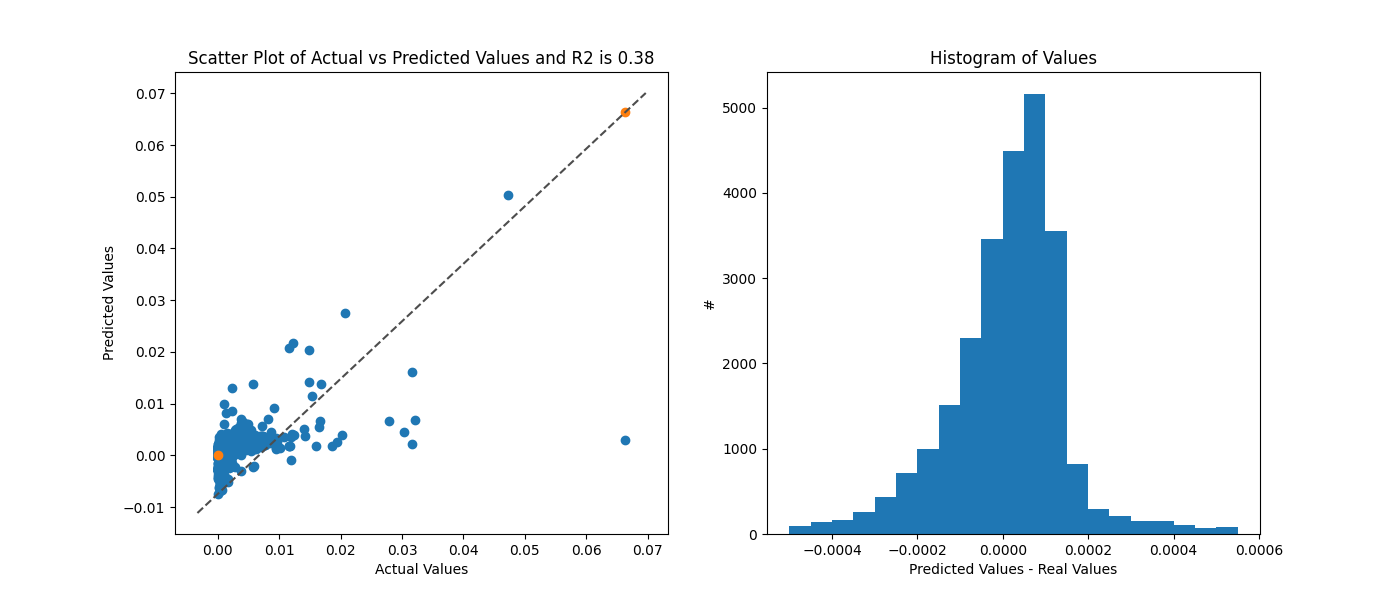 Scatter Plot of Actual vs Predicted Values and R2 is 0.38
Predicted Values
0.07
0.06
0.05
0.04
0.03
0.02
0.01
0.00
−0.01
0.00 0.01 0.02 0.03 0.04 0.05 0.06 0.07
Actual Values
Histogram of Values
#
5000
4000
3000
2000
1000
0
−0.0004 −0.0002 0.0000 0.0002 0.0004 0.0006
Predicted Values - Real Values